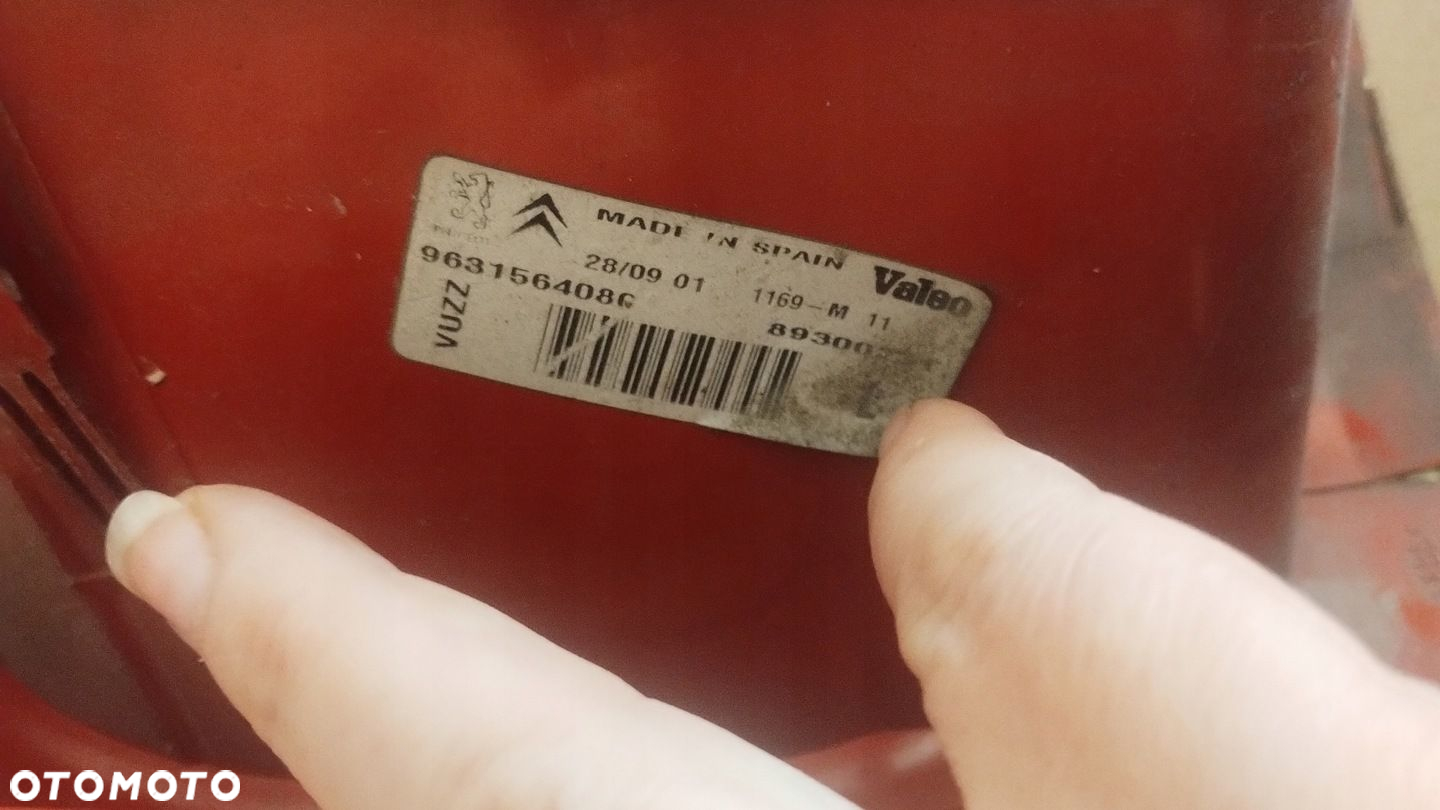 MADE IN SPAIN
Valeo
28/09 01
1169-M 11
9631564080
VUZZ
OTOMOTO